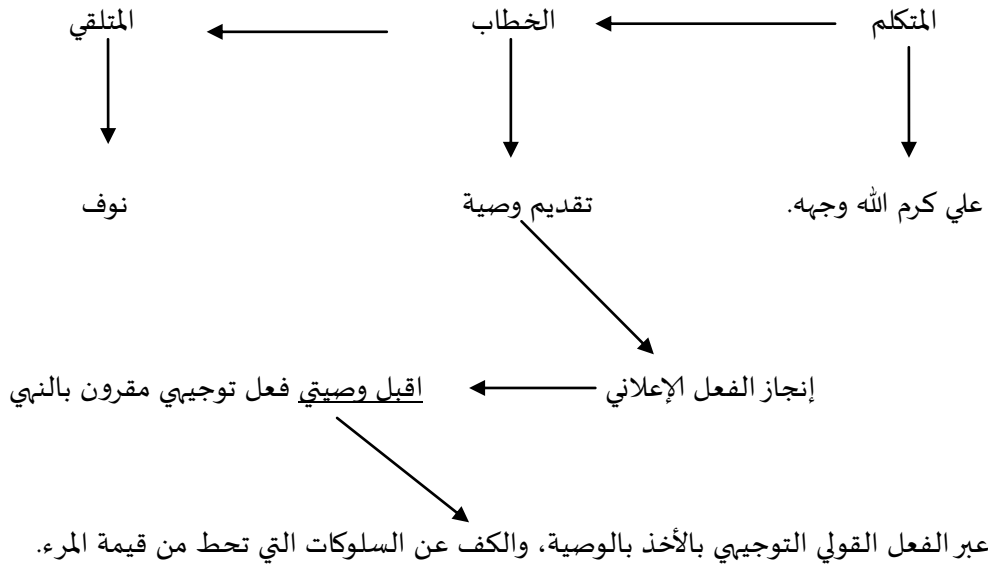 المتكلم الخطاب المتلقي
علي كرم الله وجهه. تقديم وصية نوف
إنجاز الفعل الإعلاني اقبل وصيتي فعل توجيهي مقرون بالنهي
عبر الفعل القولي التوجيهي بالأخذ بالوصية، والكف عن السلوكات التي تحط من قيمة المرء.